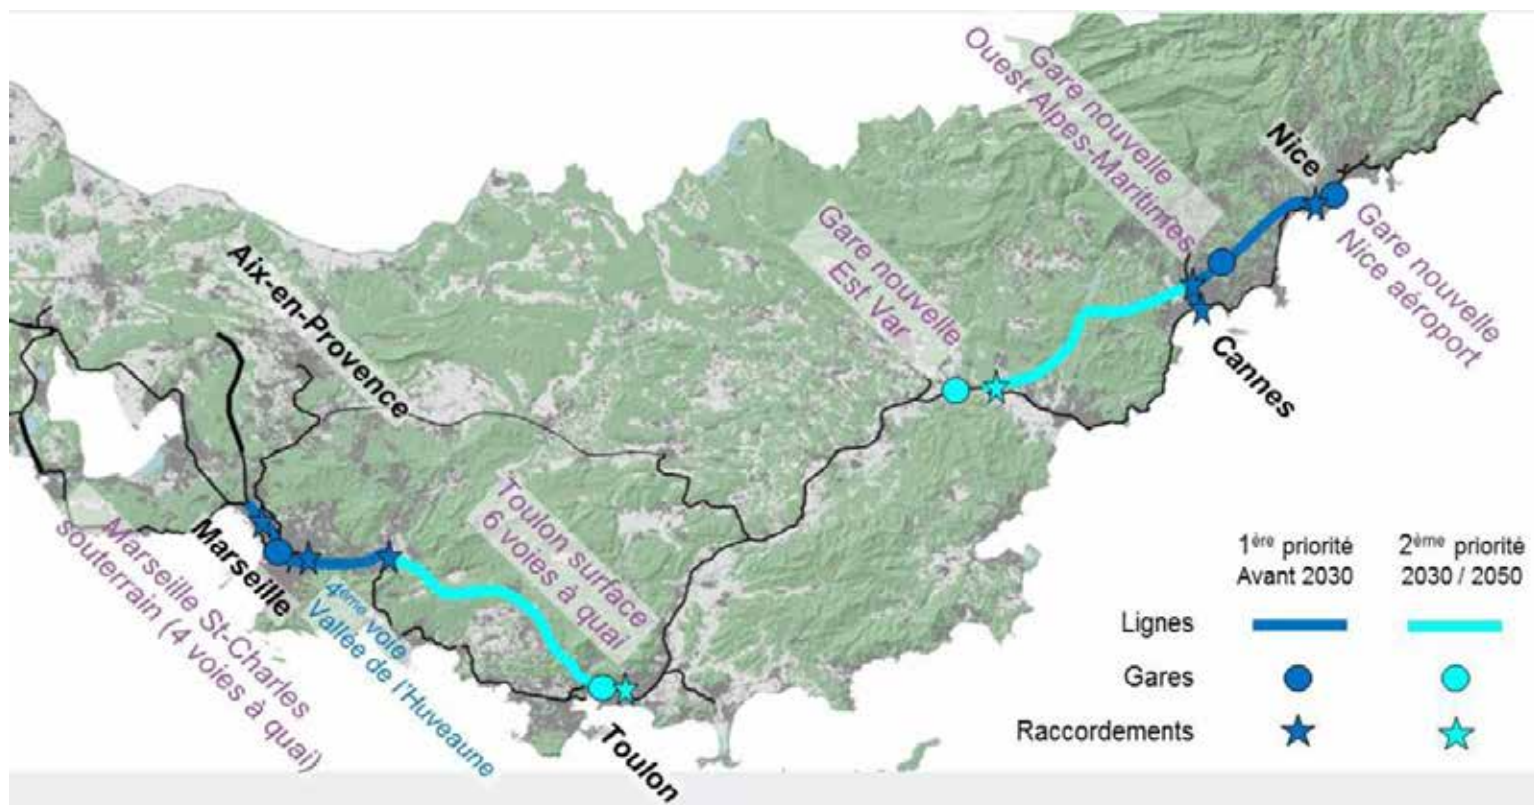 Gare nouvelle
Ouest Alpes-Maritimes
Nice
Gare nouvelle
Nice aéroport
Gare nouvelle
Est Var
Cannes
Aix-en-Provence
Toulon surface
6 voies à quai
Marseille
Marseille St-Charles
souterrain (4 voies à quai)
4ème voie
Vallée de l'Huveaune
Toulon
1ère priorité
Avant 2030
2ème priorité
2030 / 2050
Lignes
Gares
Raccordements